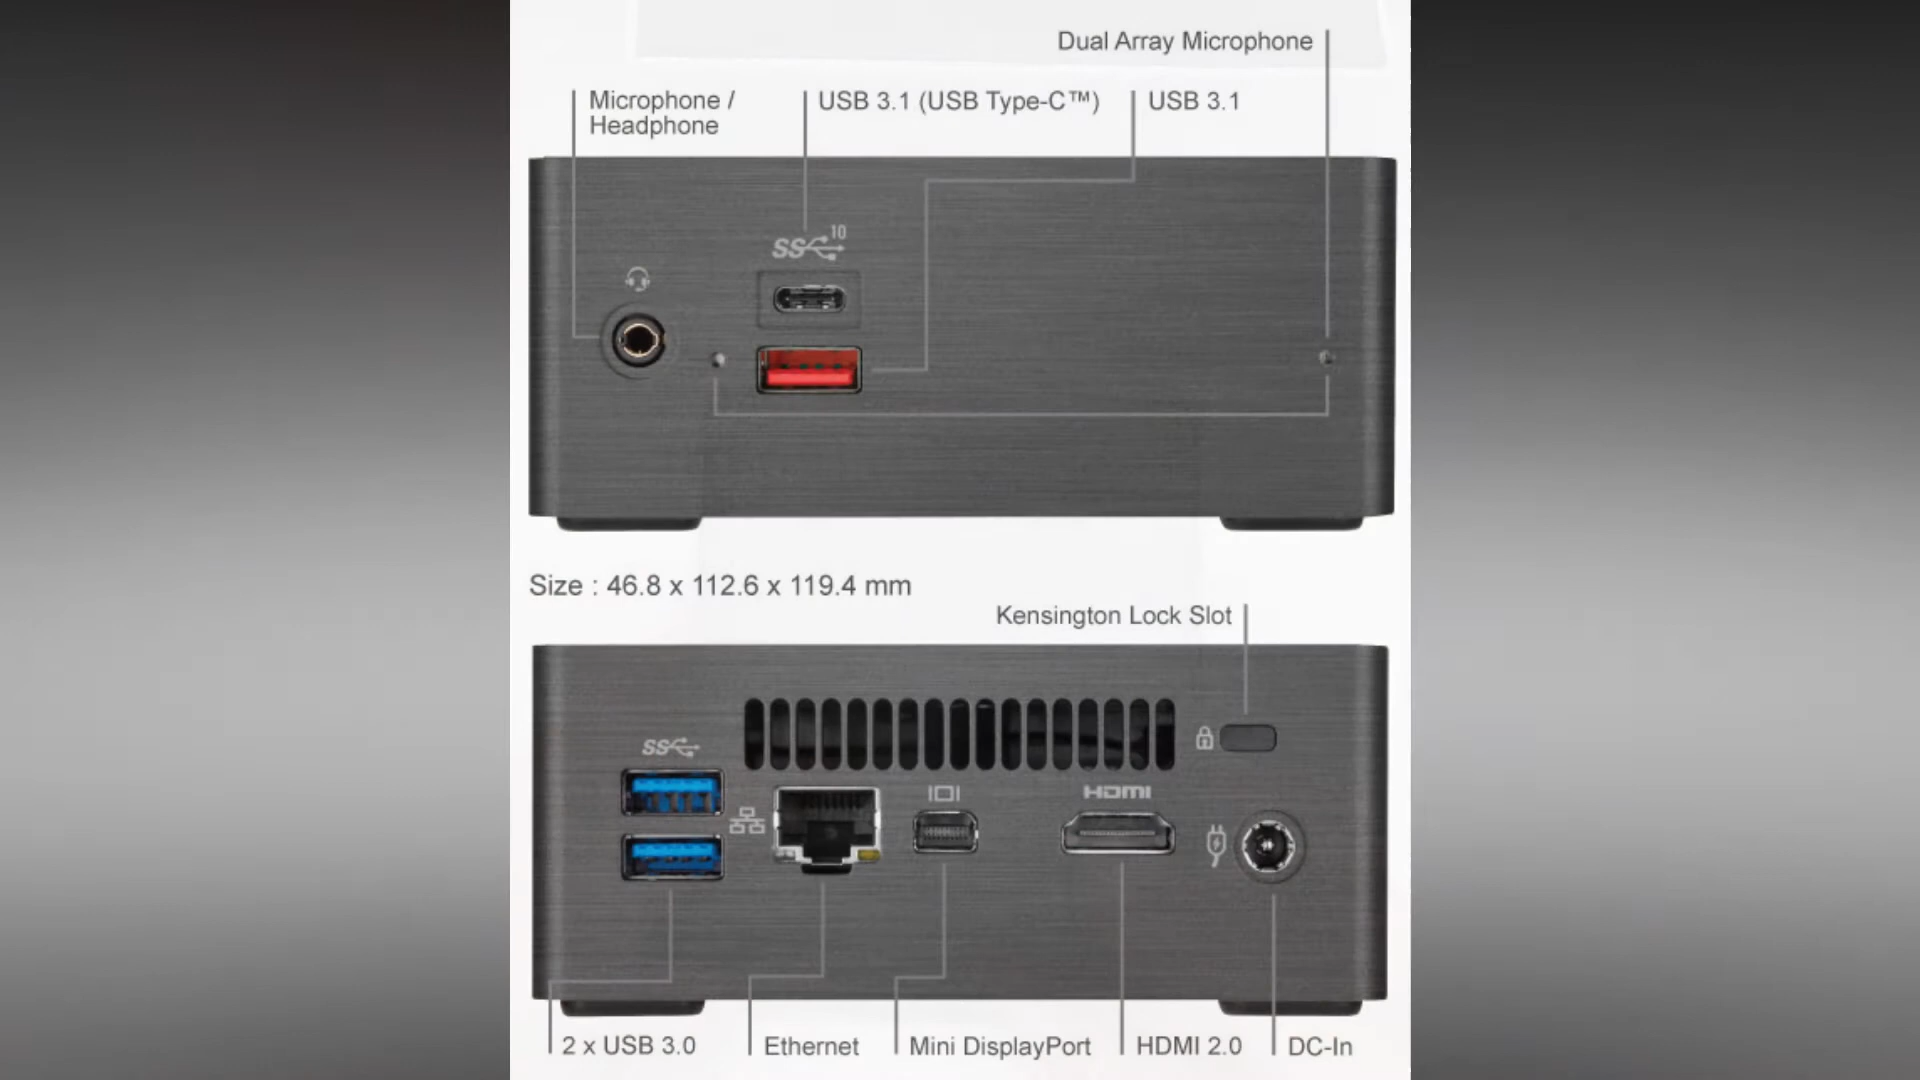 Dual Array Microphone
Microphone /
Headphone
USB 3.1 (USB Type-C™)
USB 3.1
SS 10
Size : 46.8 x 112.6 x 119.4 mm
Kensington Lock Slot
SS
HDMI
2 x USB 3.0
Ethernet
Mini DisplayPort
HDMI 2.0
DC-In